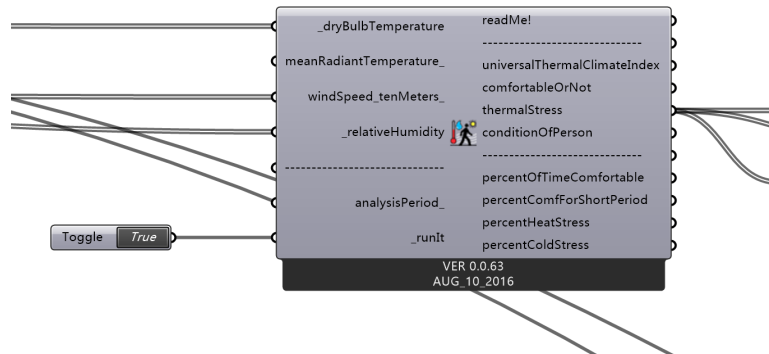 _dryBulbTemperature
meanRadiantTemperature_
windSpeed_tenMeters_
_relativeHumidity
------------------------------
analysisPeriod_
_runIt
readMe!
------------------------------
universalThermalClimateIndex
comfortableOrNot
thermalStress
conditionOfPerson
------------------------------
percentOfTimeComfortable
percentComfForShortPeriod
percentHeatStress
percentColdStress
Toggle True
VER 0.0.63
AUG_10_2016